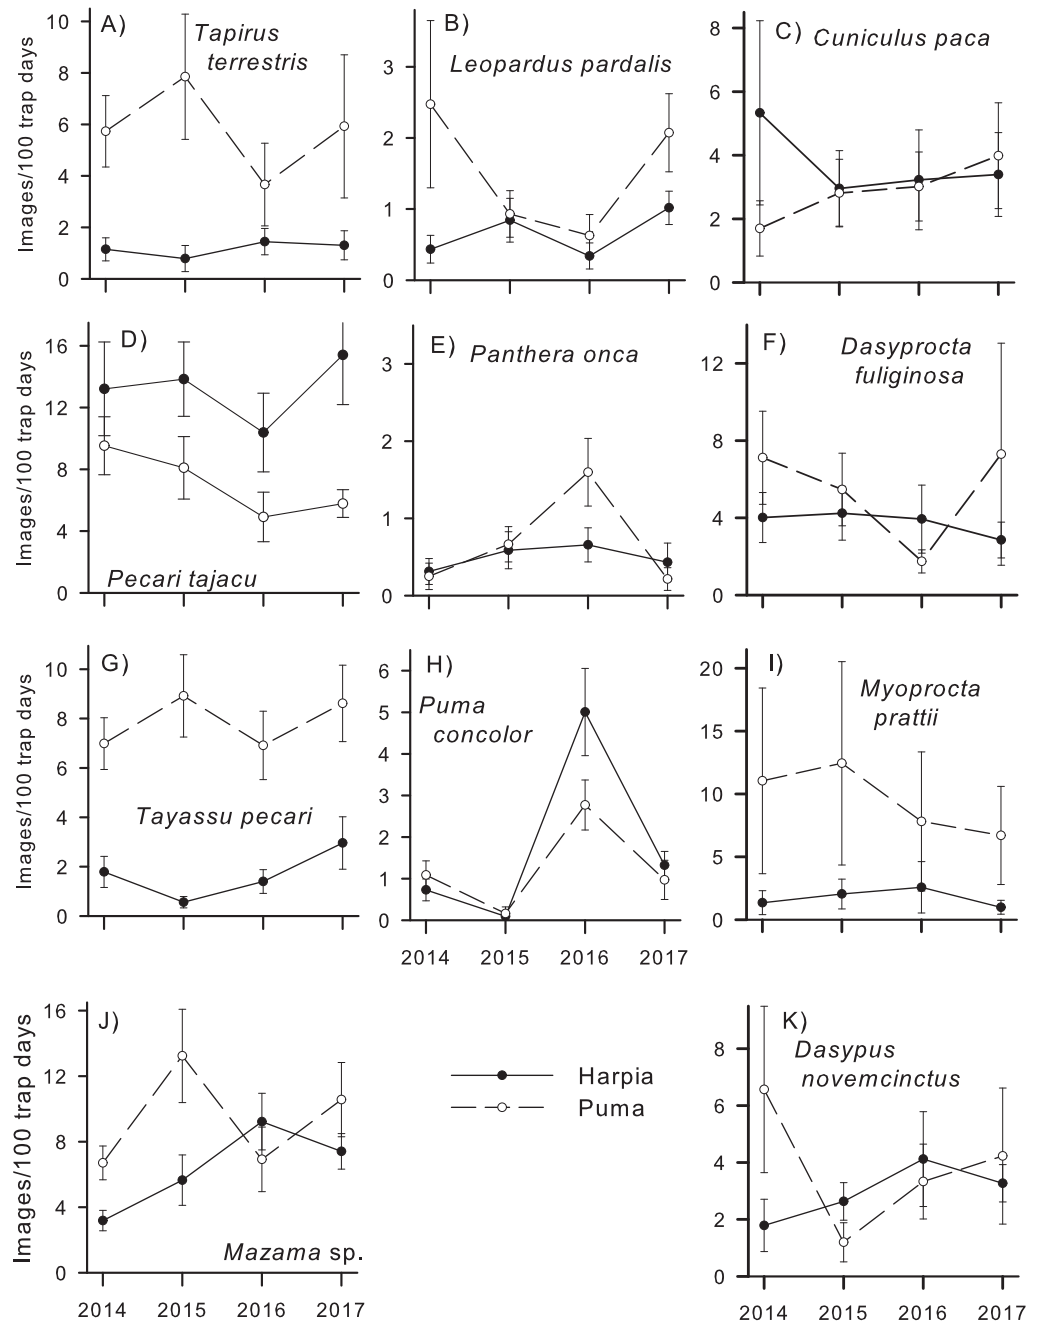 A) Tapirus
terrestris
Images/100 trap days
10
8
6
4
2
0
B)
Leopardus pardalis
3
2
1
0
C) Cuniculus paca
8
6
4
2
0
D)
Images/100 trap days
16
12
8
4
0
Pecari tajacu
E) Panthera onca
3
2
1
0
F) Dasyprocta
fuliginosa
12
8
4
0
G)
Images/100 trap days
10
8
6
4
2
0
Tayassu pecari
H)
Puma
concolor
6
5
4
3
2
1
0
2014 2015 2016 2017
I)
Myoprocta
prattii
20
15
10
5
0
J)
Images/100 trap days
16
12
8
4
0
Mazama sp.
2014 2015 2016 2017
Harpia
Puma
K)
Dasypus
novemcinctus
8
6
4
2
0
2014 2015 2016 2017